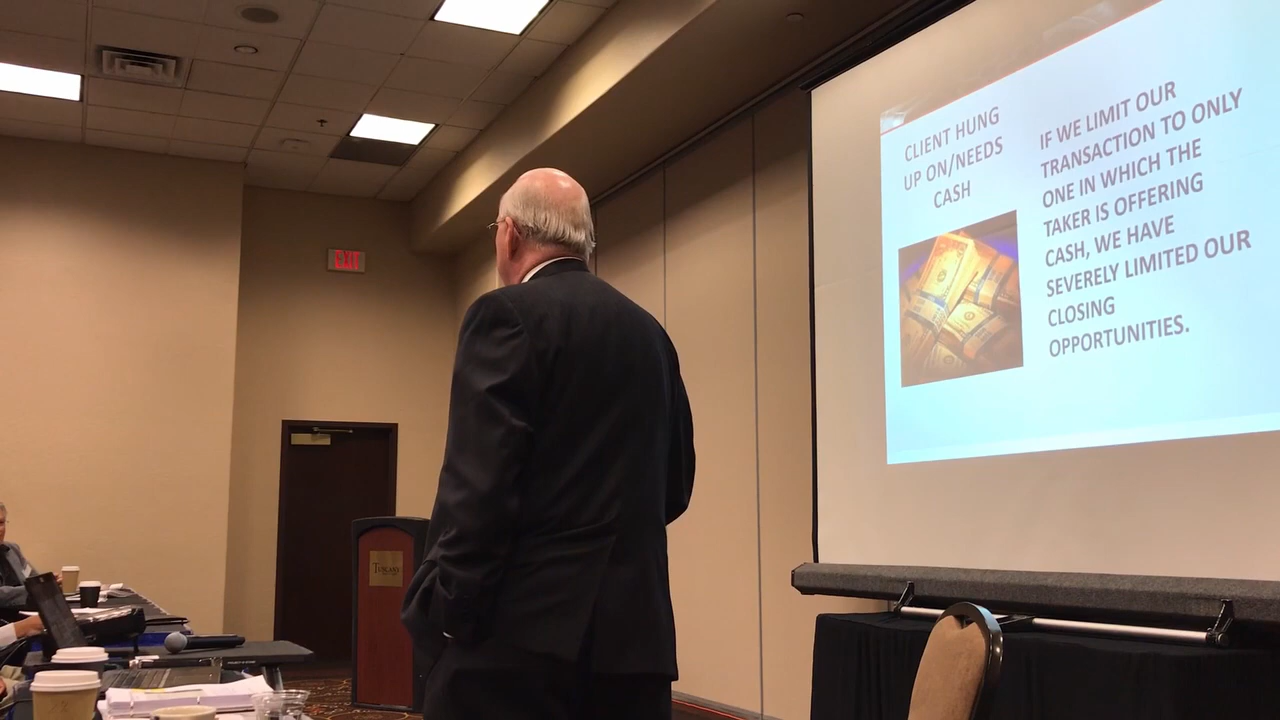 CLIENT HUNG
UP ON/NEEDS
CASH
IF WE LIMIT OUR
TRANSACTION TO ONLY
ONE IN WHICH THE
TAKER IS OFFERING
CASH, WE HAVE
SEVERELY LIMITED OUR
CLOSING
OPPORTUNITIES.
EXIT
TUSCANY